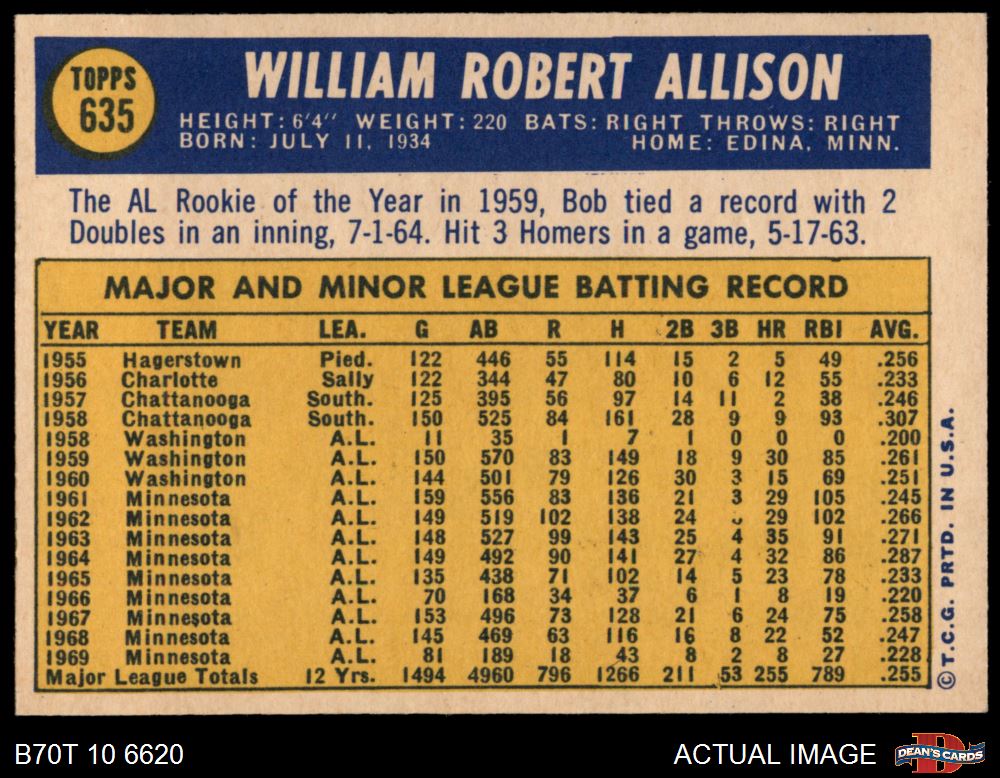 TOPPS
635
WILLIAM ROBERT ALLISON
HEIGHT: 6'4" WEIGHT: 220 BATS: RIGHT THROWS: RIGHT
BORN: JULY 11, 1934 HOME: EDINA, MINN.
The AL Rookie of the Year in 1959, Bob tied a record with 2
Doubles in an inning, 7-1-64. Hit 3 Homers in a game, 5-17-63.
MAJOR AND MINOR LEAGUE BATTING RECORD
YEAR TEAM LEA. G AB R H 2B 3B HR RBI AVG.
1955 Hagerstown Pied. 122 446 55 114 15 2 5 49 .256
1956 Charlotte Sally 122 344 47 80 10 6 12 55 .233
1957 Chattanooga South. 125 395 56 97 14 11 2 38 .246
1958 Chattanooga South. 150 525 84 161 28 9 9 93 .307
1958 Washington A.L. 11 35 1 7 1 0 0 0 .200
1959 Washington A.L. 150 570 83 149 18 9 30 85 .261
1960 Washington A.L. 144 501 79 126 30 3 15 69 .251
1961 Minnesota A.L. 159 556 83 136 21 3 29 105 .245
1962 Minnesota A.L. 149 519 102 138 24 29 102 .266
1963 Minnesota A.L. 148 527 99 143 25 4 35 91 .271
1964 Minnesota A.L. 149 492 90 141 27 4 32 86 .287
1965 Minnesota A.L. 135 438 71 102 14 5 23 78 .233
1966 Minnesota A.L. 70 168 34 37 6 1 8 19 .220
1967 Minnesota A.L. 153 496 73 128 21 6 24 75 .258
1968 Minnesota A.L. 145 469 63 116 16 8 22 52 .247
1969 Minnesota A.L. 81 189 18 43 8 2 8 27 .228
Major League Totals 12 Yrs. 1494 4960 796 1266 211 53 255 789 .255
© T.C.G. PRTD. IN U.S.A.
B70T 10 6620 ACTUAL IMAGE
DEAN'S CARDS